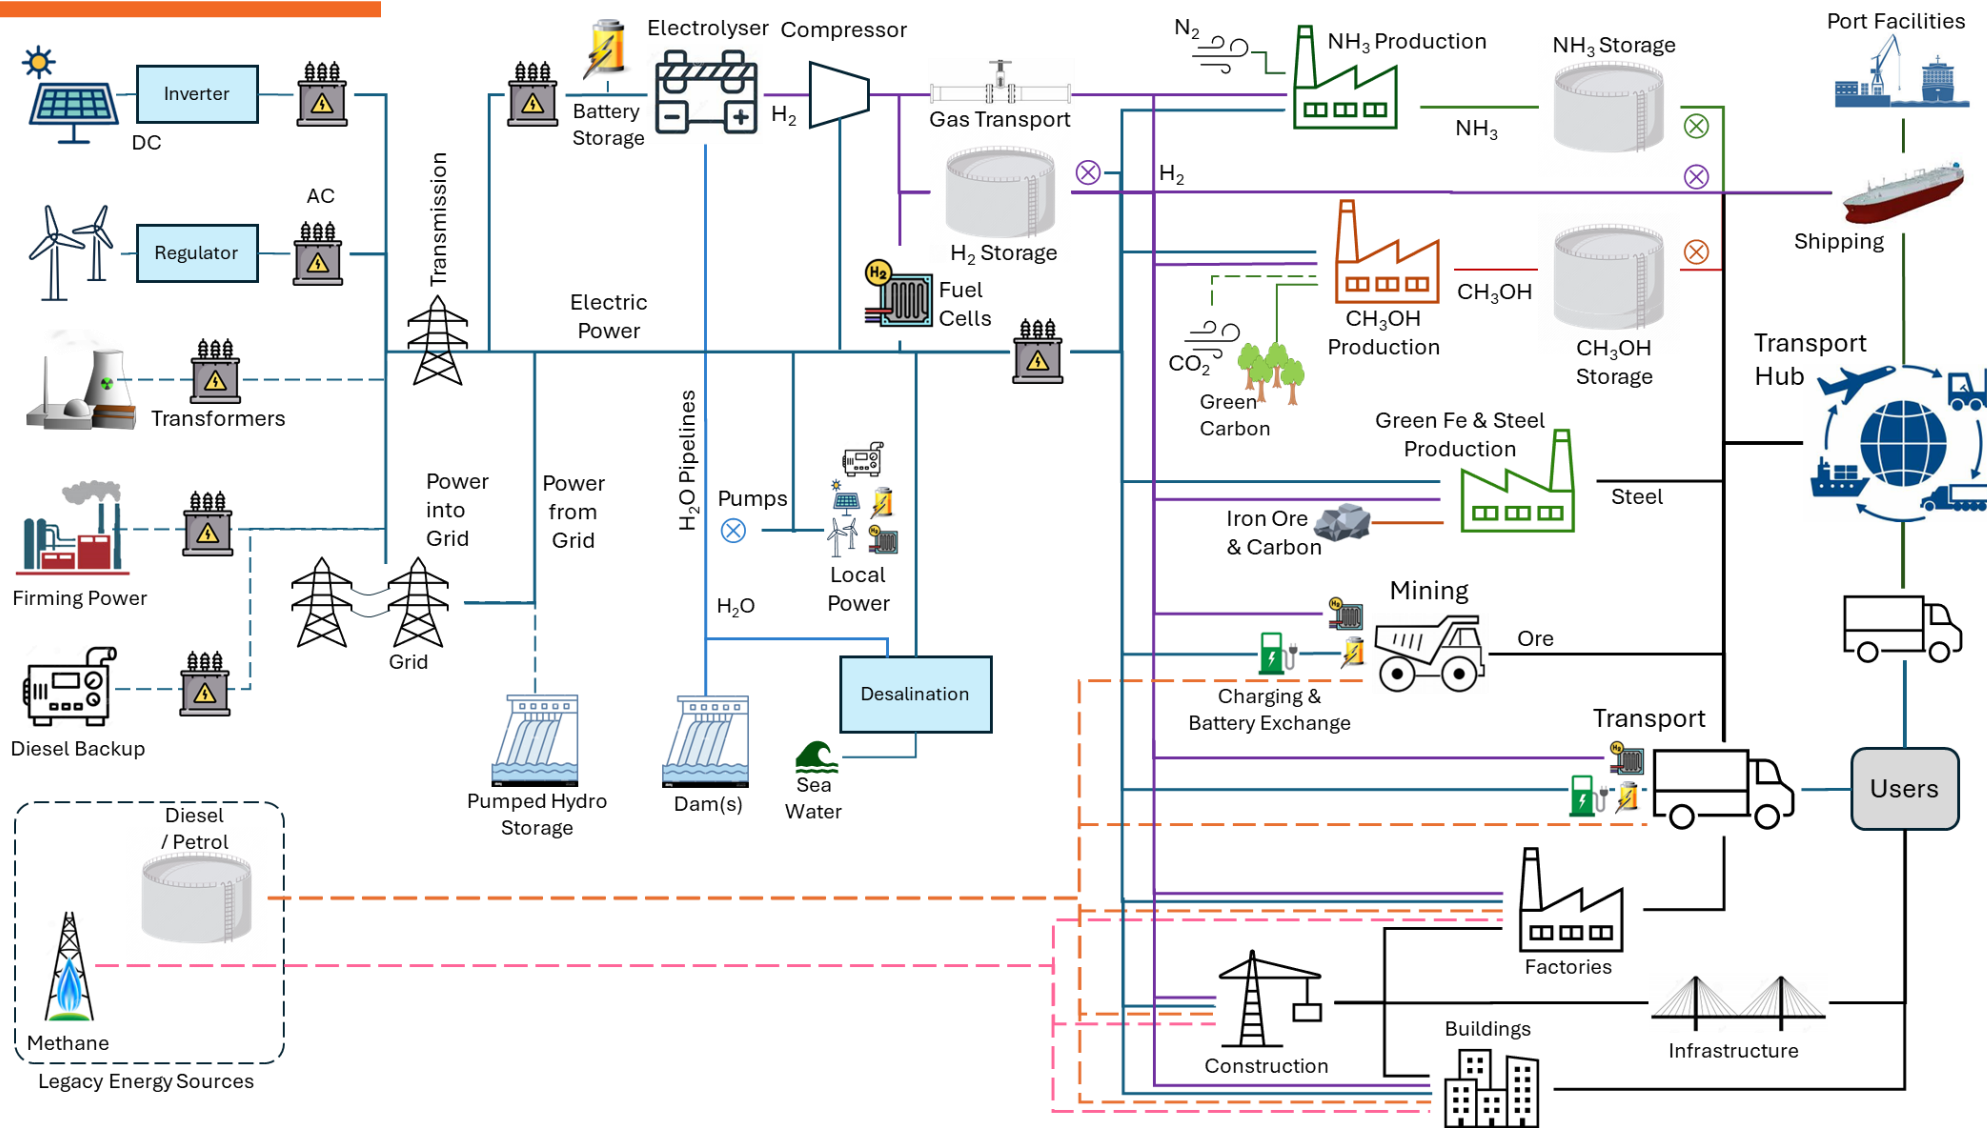 Port Facilities
Electrolyser
Compressor
N2
NH3 Production
NH3 Storage
Inverter
DC
Battery
Storage
H2
Gas Transport
NH3
Transmission
AC
H2
Regulator
H2 Storage
Shipping
H2
Fuel
Cells
Electric
Power
CH3OH
CH3OH
Production
CH3OH
Storage
CO2
Transport
Hub
Transformers
Green
Carbon
H2O Pipelines
Green Fe & Steel
Production
Power
into
Grid
Power
from
Grid
Pumps
Steel
Iron Ore
& Carbon
Firming Power
Local
Power
H2O
Mining
H2
Ore
Grid
Desalination
Charging &
Battery Exchange
Diesel Backup
Transport
H2
Sea
Water
Pumped Hydro
Storage
Dam(s)
Users
Diesel
/ Petrol
Factories
Methane
Construction
Buildings
Infrastructure
Legacy Energy Sources